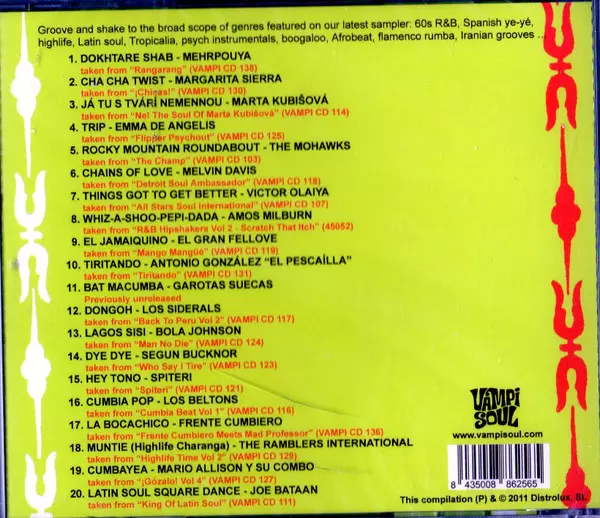 Groove and shake to the broad scope of genres featured on our latest sampler: 60s R&B, Spanish ye-yé,
highlife, Latin soul, Tropicalia, psych instrumentals, boogaloo, Afrobeat, flamenco rumba, Iranian grooves ...
1. DOKHTARE SHAB - MEHRPOUYA
taken from "Rangarang" (VAMPI CD 138)
2. CHA CHA TWIST - MARGARITA SIERRA
taken from "¡Chicas!" (VAMPI CD 130)
3. JÁ TU S TVÁŘÍ NEMENNOU - MARTA KUBIŠOVÁ
taken from "Ne! The Soul Of Marta Kubišová" (VAMPI CD 114)
4. TRIP - EMMA DE ANGELIS
taken from "Flipper Psychout" (VAMPI CD 125)
5. ROCKY MOUNTAIN ROUNDABOUT - THE MOHAWKS
taken from "The Champ" (VAMPI CD 103)
6. CHAINS OF LOVE - MELVIN DAVIS
taken from "Detroit Soul Ambassador" (VAMPI CD 118)
7. THINGS GOT TO GET BETTER - VICTOR OLAIYA
taken from "All Stars Soul International" (VAMPI CD 107)
8. WHIZ-A-SHOO-PEPI-DADA - AMOS MILBURN
taken from "R&B Hipshakers Vol 2 - Scratch That Itch" (45052)
9. EL JAMAIQUINO - EL GRAN FELLOVE
taken from "Mango Mangüé" (VAMPI CD 119)
10. TIRITANDO - ANTONIO GONZÁLEZ "EL PESCAÍLLA"
taken from "Tiritando" (VAMPI CD 131)
11. BAT MACUMBA - GAROTAS SUECAS
Previously unreleased
12. DONGOH - LOS SIDERALS
taken from "Back To Peru Vol 2" (VAMPI CD 117)
13. LAGOS SISI - BOLA JOHNSON
taken from "Man No Die" (VAMPI CD 124)
14. DYE DYE - SEGUN BUCKNOR
taken from "Who Say I Tire" (VAMPI CD 123)
15. HEY TONO - SPITERI
taken from "Spiteri" (VAMPI CD 121)
16. CUMBIA POP - LOS BELTONS
taken from "Cumbia Beat Vol 1" (VAMPI CD 116)
17. LA BOCACHICO - FRENTE CUMBIERO
taken from "Frente Cumbiero Meets Mad Professor" (VAMPI CD 136)
18. MUNTIE (Highlife Charanga) - THE RAMBLERS INTERNATIONAL
taken from "Highlife Time Vol 2" (VAMPI CD 129)
19. CUMBAYEA - MARIO ALLISON Y SU COMBO
taken from "¡Gózalo! Vol 4" (VAMPI CD 127)
20. LATIN SOUL SQUARE DANCE - JOE BATAAN
taken from "King Of Latin Soul" (VAMPI CD 111)
VAMPI
SOUL
www.vampisoul.com
8 435008 862565
This compilation (P) & © 2011 Distrolux, SL